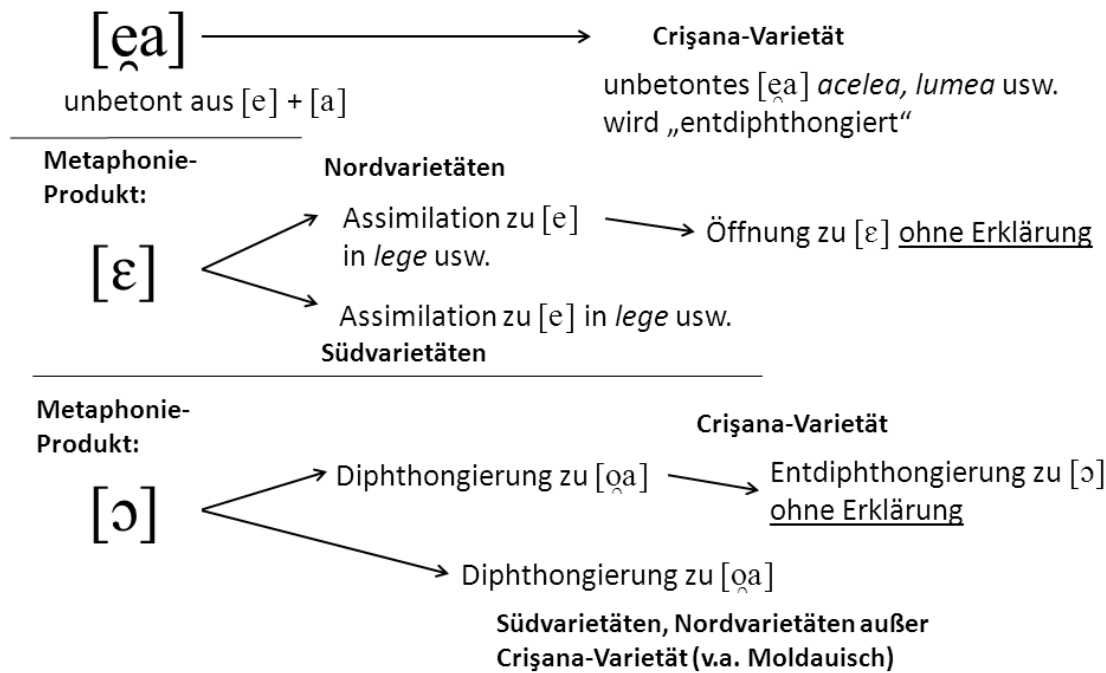 [e̯a]
Crişana-Varietät
unbetont aus [e] + [a]
unbetontes [e̯a] acelea, lumea usw.
wird „entdiphthongiert“
Metaphonie-
Produkt:
Nordvarietäten
[ɛ]
Assimilation zu [e]
in lege usw.
Öffnung zu [ɛ] ohne Erklärung
Assimilation zu [e] in lege usw.
Südvarietäten
Metaphonie-
Produkt:
Crişana-Varietät
[ɔ]
Diphthongierung zu [o̯a]
Entdiphthongierung zu [ɔ]
ohne Erklärung
Diphthongierung zu [o̯a]
Südvarietäten, Nordvarietäten außer
Crişana-Varietät (v.a. Moldauisch)